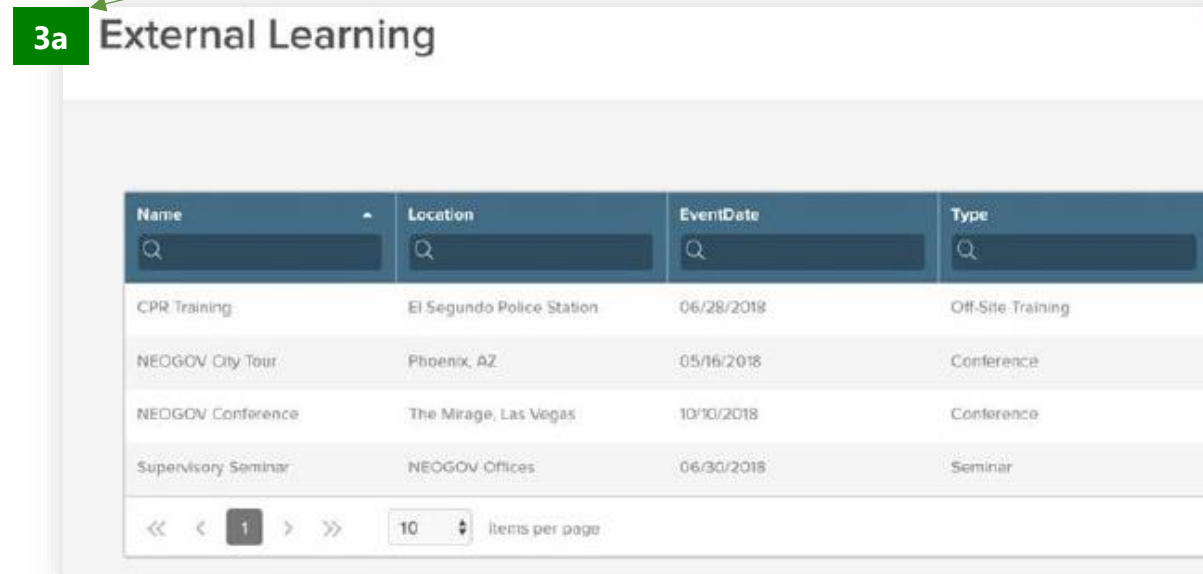 3a External Learning
Name Location EventDate Type
CPR Training El Segundo Police Station 06/28/2018 Off-Site Training
NEOGOV City Tour Phoenix, AZ 05/16/2018 Conference
NEOGOV Conference The Mirage, Las Vegas 10/10/2018 Conference
Supervisory Seminar NEOGOV Offices 06/30/2018 Seminar
« < 1 > » 10 items per page